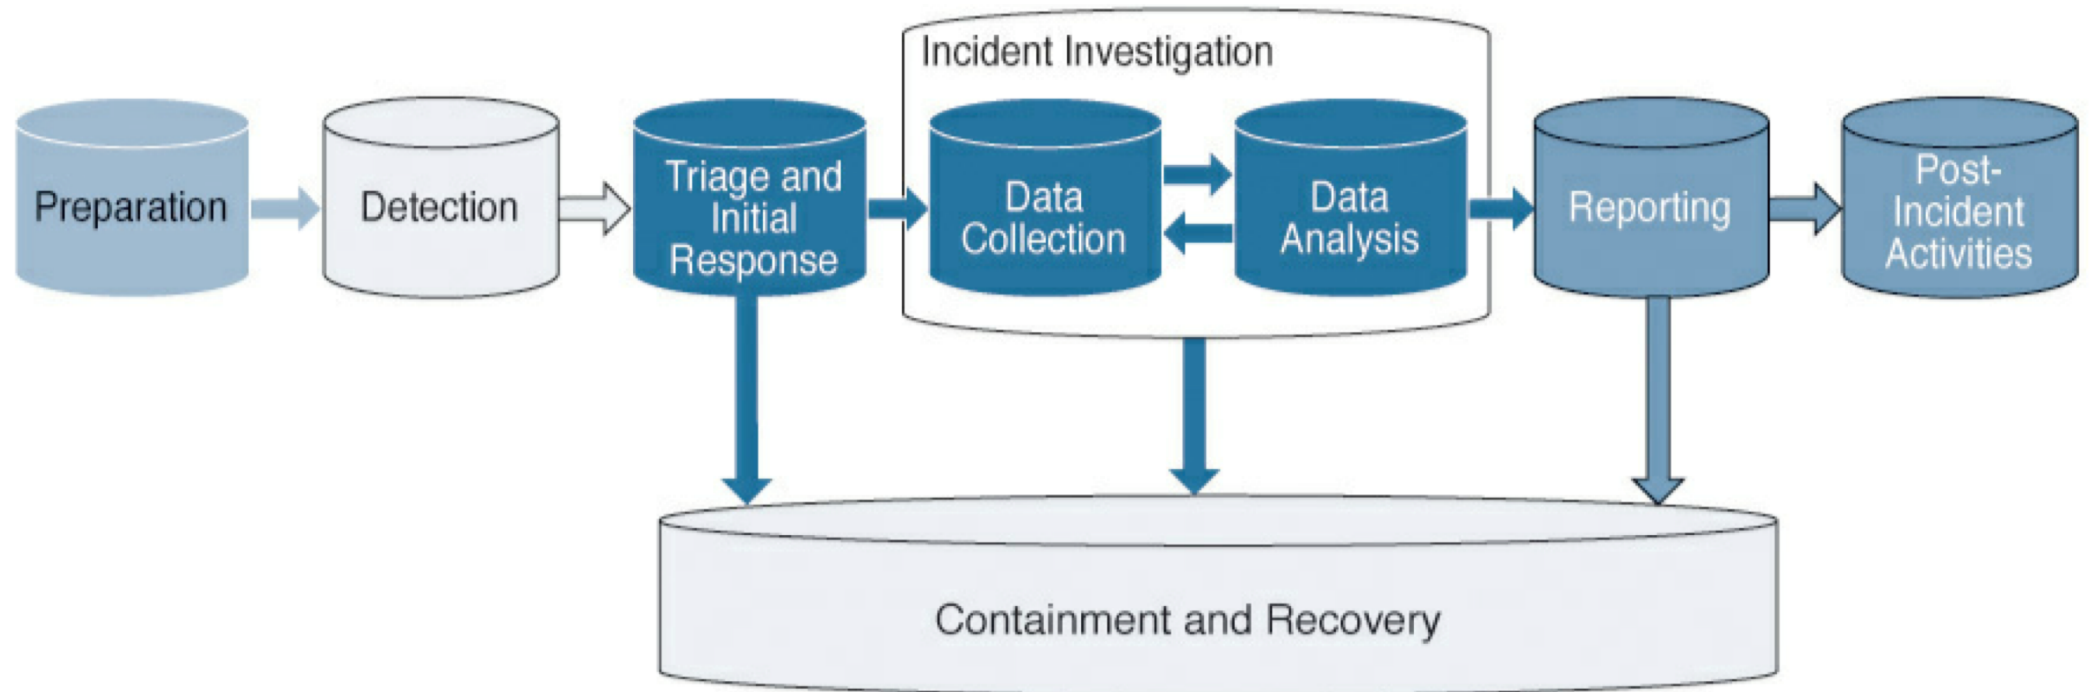 Incident Investigation
Preparation
Detection
Triage and
Initial
Response
Data
Collection
Data
Analysis
Reporting
Post-
Incident
Activities
Containment and Recovery